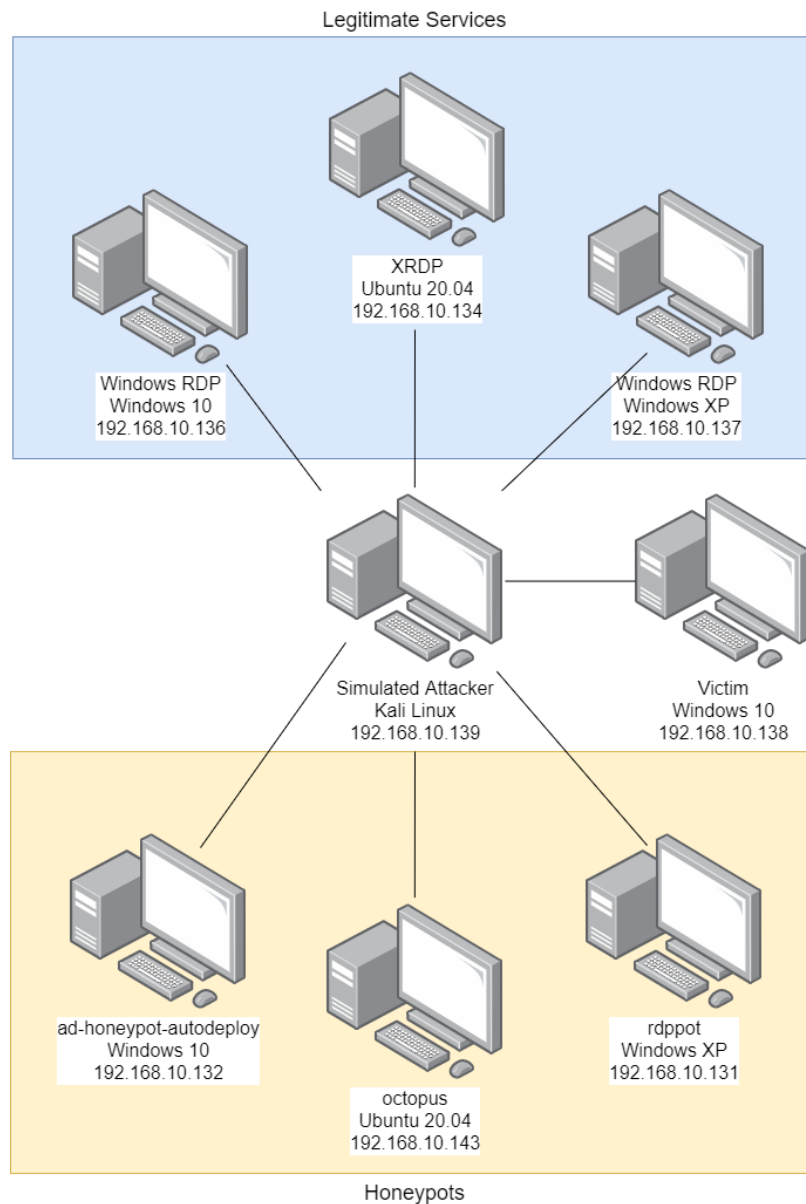 Legitimate Services
XRDP
Ubuntu 20.04
192.168.10.134
Windows RDP
Windows 10
192.168.10.136
Windows RDP
Windows XP
192.168.10.137
Simulated Attacker
Kali Linux
192.168.10.139
Victim
Windows 10
192.168.10.138
ad-honeypot-autodeploy
Windows 10
192.168.10.132
octopus
Ubuntu 20.04
192.168.10.143
rdppot
Windows XP
192.168.10.131
Honeypots